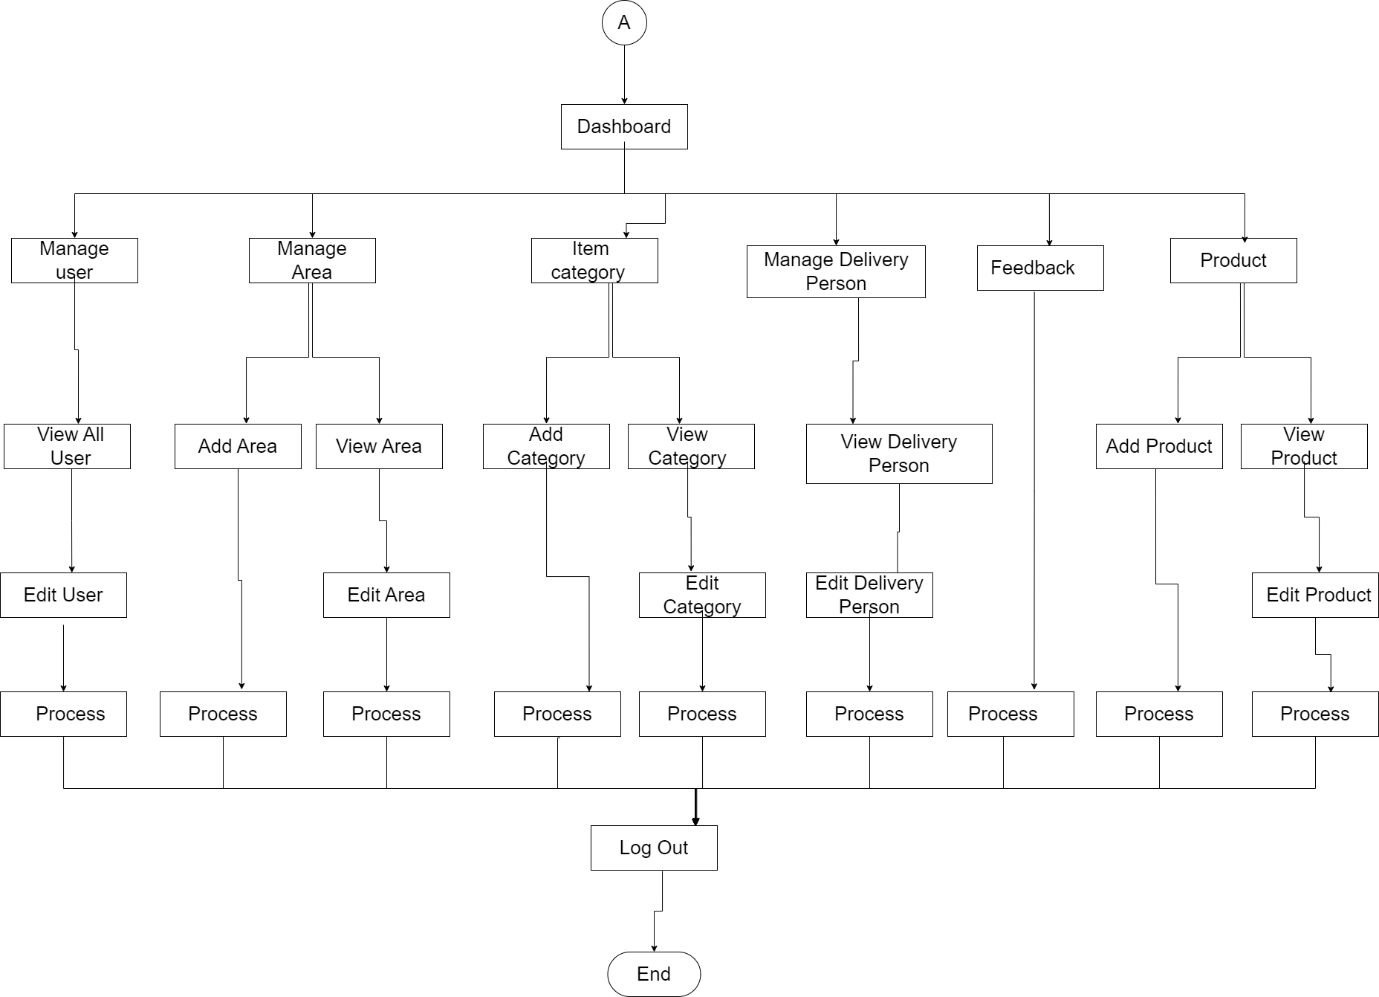 A
Dashboard
Manage
user
Manage
Area
Item
category
Manage Delivery
Person
Feedback
Product
View All
User
Add Area
View Area
Add
Category
View
Category
View Delivery
Person
Add Product
View
Product
Edit User
Edit Area
Edit
Category
Edit Delivery
Person
Edit Product
Process
Process
Process
Process
Process
Process
Process
Process
Process
Log Out
End